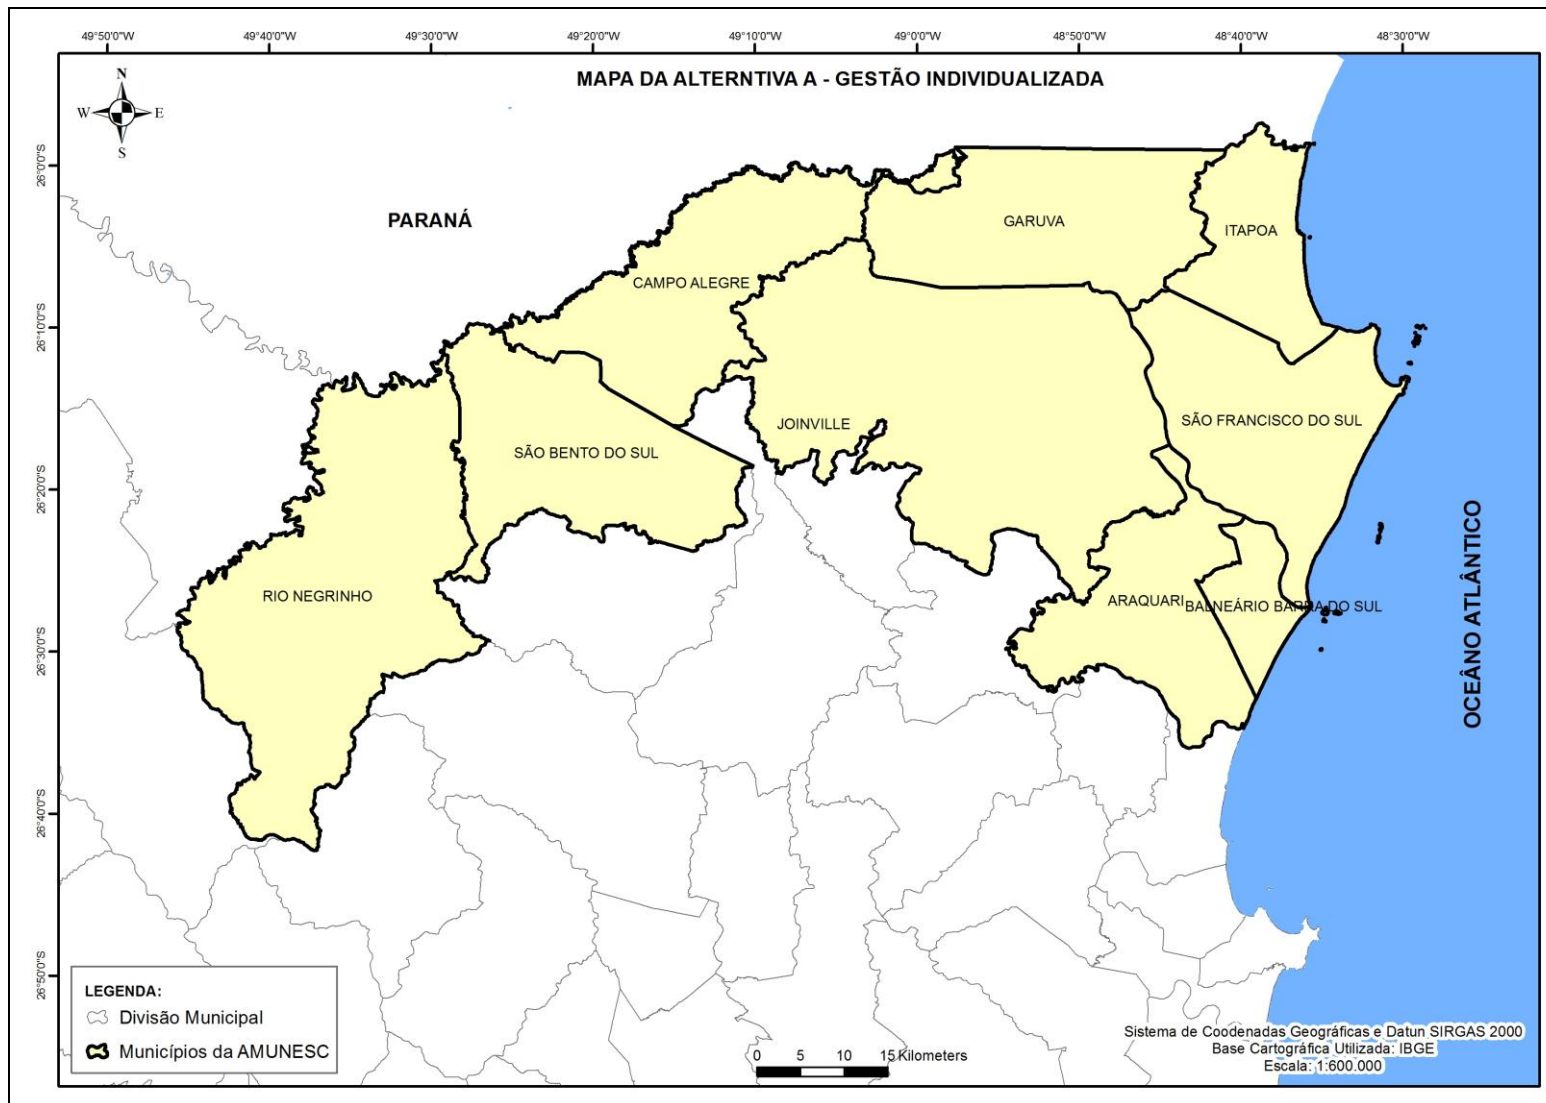 49°50'0"W
49°40'0"W
49°30'0"W
49°20'0"W
49°10'0"W
49°0'0"W
48°50'0"W
48°40'0"W
48°30'0"W
MAPA DA ALTERNTIVA A - GESTÃO INDIVIDUALIZADA
N
W
E
S
26°0'0"S
26°10'0"S
26°20'0"S
26°30'0"S
26°40'0"S
26°50'0"S
PARANÁ
GARUVA
ITAPOA
CAMPO ALEGRE
SÃO FRANCISCO DO SUL
JOINVILLE
SÃO BENTO DO SUL
RIO NEGRINHO
ARAQUARI
BALNEÁRIO BARRA DO SUL
OCEÂNO ATLÂNTICO
LEGENDA:
Divisão Municipal
Municípios da AMUNESC
0 5 10 15 Kilometers
Sistema de Coodenadas Geográficas e Datun SIRGAS 2000
Base Cartográfica Utilizada: IBGE
Escala: 1:600.000